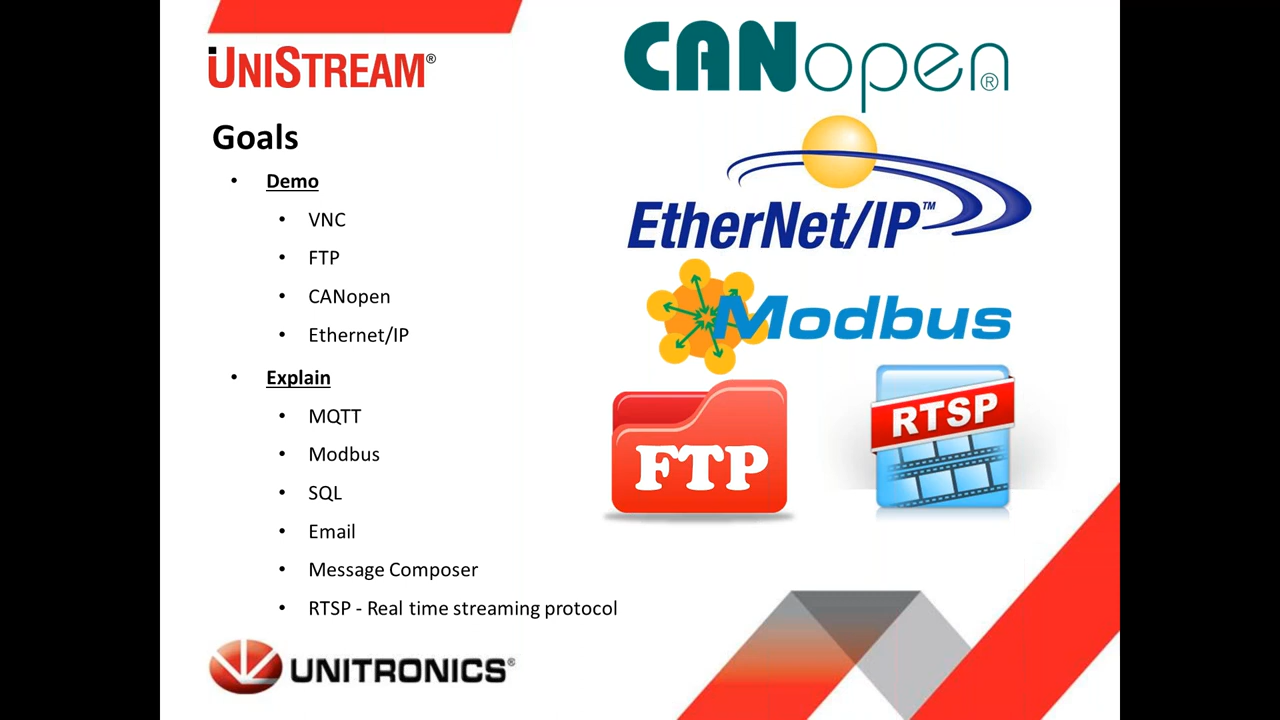 UNISTREAM®
Goals
• Demo
• VNC
• FTP
• CANopen
• Ethernet/IP
• Explain
• MQTT
• Modbus
• SQL
• Email
• Message Composer
• RTSP - Real time streaming protocol
UNITRONICS®
CANopen®
EtherNet/IP™
Modbus
FTP
RTSP